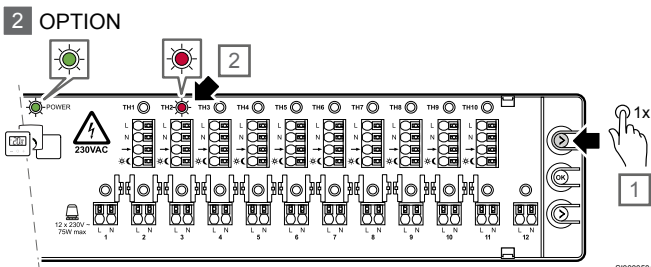 2 OPTION
2
POWER TH1 TH2 TH3 TH4 TH5 TH6 TH7 TH8 TH9 TH10
1x
L L L L L L L L L L
N N N N N N N N N N
230VAC
OK
1
12 x 230V ~
75W max
L N L N L N L N L N L N L N L N L N L N L N L N
1 2 3 4 5 6 7 8 9 10 11 12